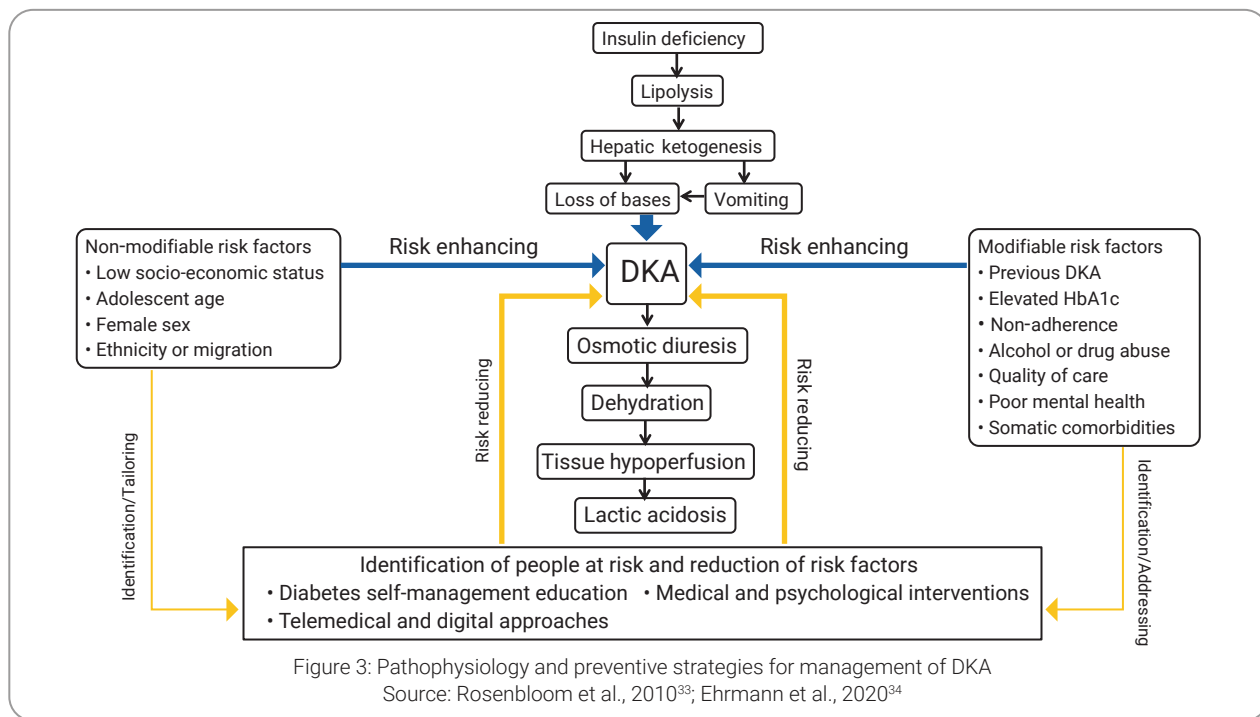 Insulin deficiency
Lipolysis
Hepatic ketogenesis
Loss of bases
Vomiting
Non-modifiable risk factors
• Low socio-economic status
• Adolescent age
• Female sex
• Ethnicity or migration
Risk enhancing
DKA
Risk enhancing
Modifiable risk factors
• Previous DKA
• Elevated HbA1c
• Non-adherence
• Alcohol or drug abuse
• Quality of care
• Poor mental health
• Somatic comorbidities
Osmotic diuresis
Dehydration
Tissue hypoperfusion
Lactic acidosis
Risk reducing
Risk reducing
Identification/Tailoring
Identification/Addressing
Identification of people at risk and reduction of risk factors
• Diabetes self-management education • Medical and psychological interventions
• Telemedical and digital approaches
Figure 3: Pathophysiology and preventive strategies for management of DKA
Source: Rosenbloom et al., 2010³³; Ehrmann et al., 2020³⁴